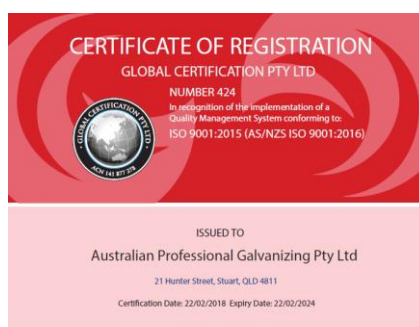 CERTIFICATE OF REGISTRATION
GLOBAL CERTIFICATION PTY LTD
NUMBER 424
In recognition of the implementation of a
Quality Management System conforming to:
ISO 9001:2015 (AS/NZS ISO 9001:2016)
GLOBAL CERTIFICATION PTY LTD
ACN 141 877 278
ISSUED TO
Australian Professional Galvanizing Pty Ltd
21 Hunter Street, Stuart, QLD 4811
Certification Date: 22/02/2018 Expiry Date: 22/02/2024